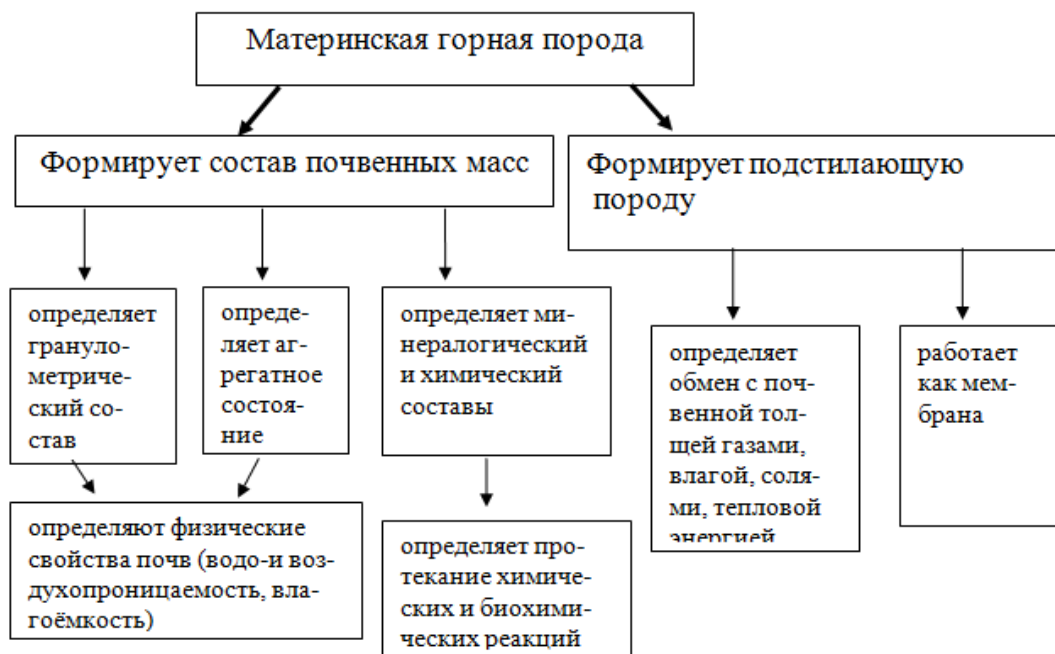 Материнская горная порода
Формирует состав почвенных масс
Формирует подстилающую
породу
определяет
грануло-
метриче-
ский со-
став
опреде-
ляет аг-
регатное
состоя-
ние
определяет ми-
нералогический
и химический
составы
определяет
обмен с поч-
венной тол-
щей газами,
влагой, соля-
ми, тепловой
энергией
работает
как мем-
брана
определяют физические
свойства почв (водо-и воз-
духопроницаемость, вла-
гоёмкость)
определяет про-
текание химиче-
ских и биохими-
ческих реакций